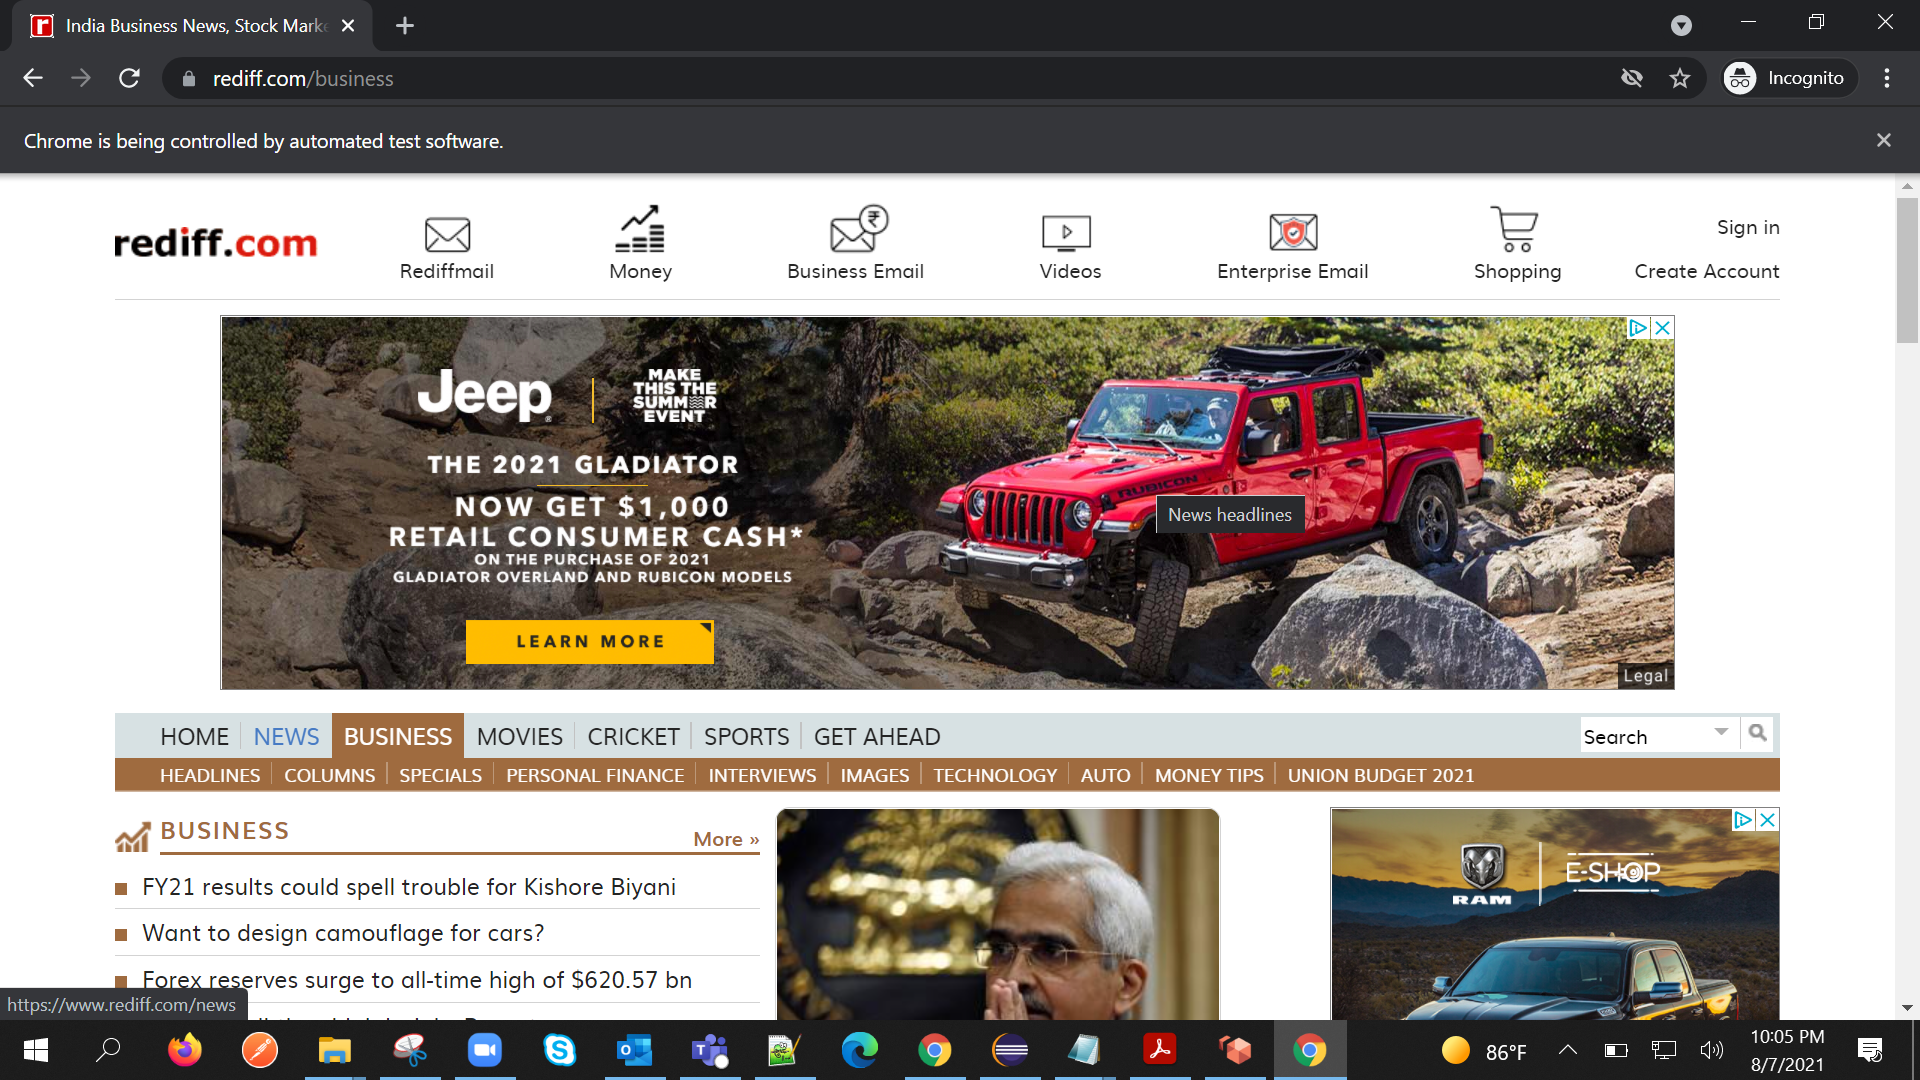 India Business News, Stock Mark
rediff.com/business
Incognito
Chrome is being controlled by automated test software.
rediff.com
Rediffmail
Money
Business Email
Videos
Enterprise Email
Shopping
Sign in
Create Account
Jeep
MAKE
THIS THE
SUMMER
EVENT
THE 2021 GLADIATOR
NOW GET $1,000
RETAIL CONSUMER CASH*
ON THE PURCHASE OF 2021
GLADIATOR OVERLAND AND RUBICON MODELS
LEARN MORE
RUBICON
News headlines
Legal
HOME NEWS BUSINESS MOVIES CRICKET SPORTS GET AHEAD
Search
HEADLINES COLUMNS SPECIALS PERSONAL FINANCE INTERVIEWS IMAGES TECHNOLOGY AUTO MONEY TIPS UNION BUDGET 2021
BUSINESS
More »
FY21 results could spell trouble for Kishore Biyani
Want to design camouflage for cars?
Forex reserves surge to all-time high of $620.57 bn
RAM
E-SHOP
https://www.rediff.com/news
86°F
10:05 PM
8/7/2021